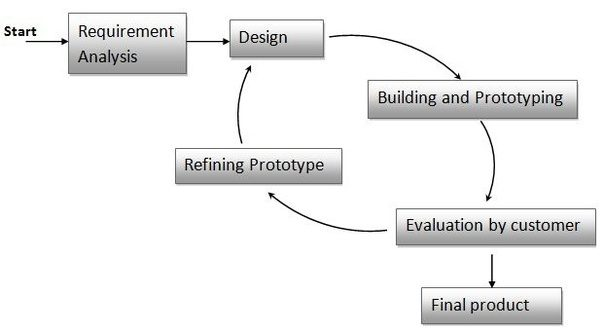 Start
Requirement
Analysis
Design
Building and Prototyping
Refining Prototype
Evaluation by customer
Final product